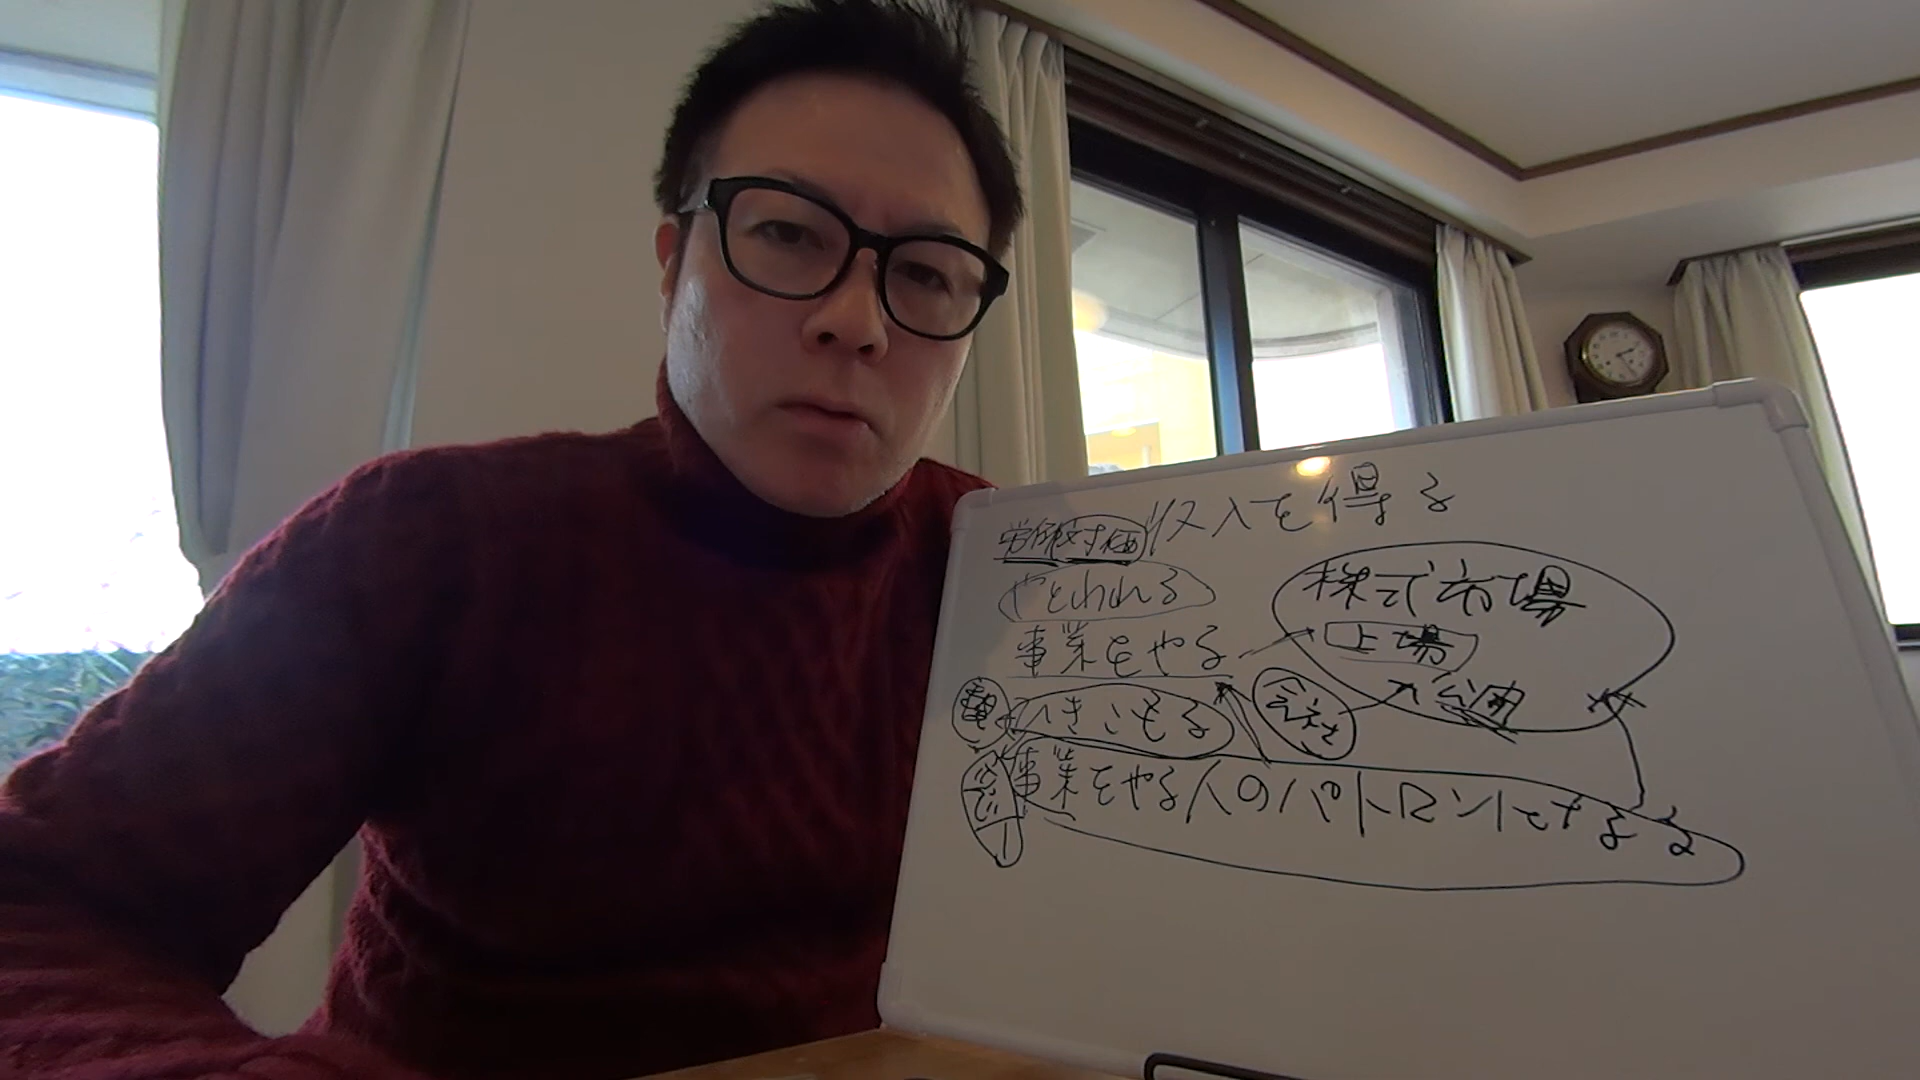 収入を得る
労働対価
やとわれる
株式市場
事業をやる
上場
ひきこもる
会社
公開
事業をやる人のパトロンになる